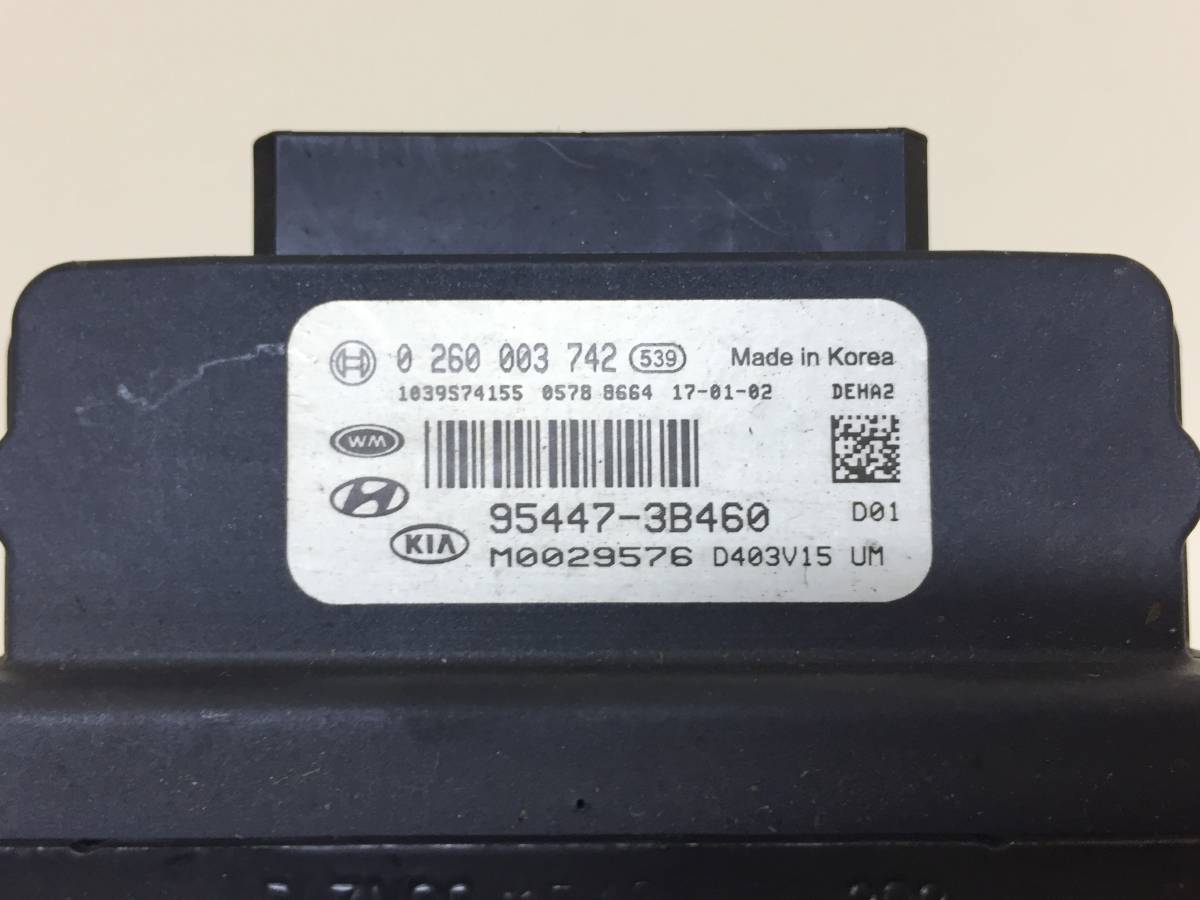 0 260 003 742 539 Made in Korea
1039S74155 0578 8664 17-01-02 DEHA2
WM
95447-3B460 D01
KIA
M0029576 D403V15 UM